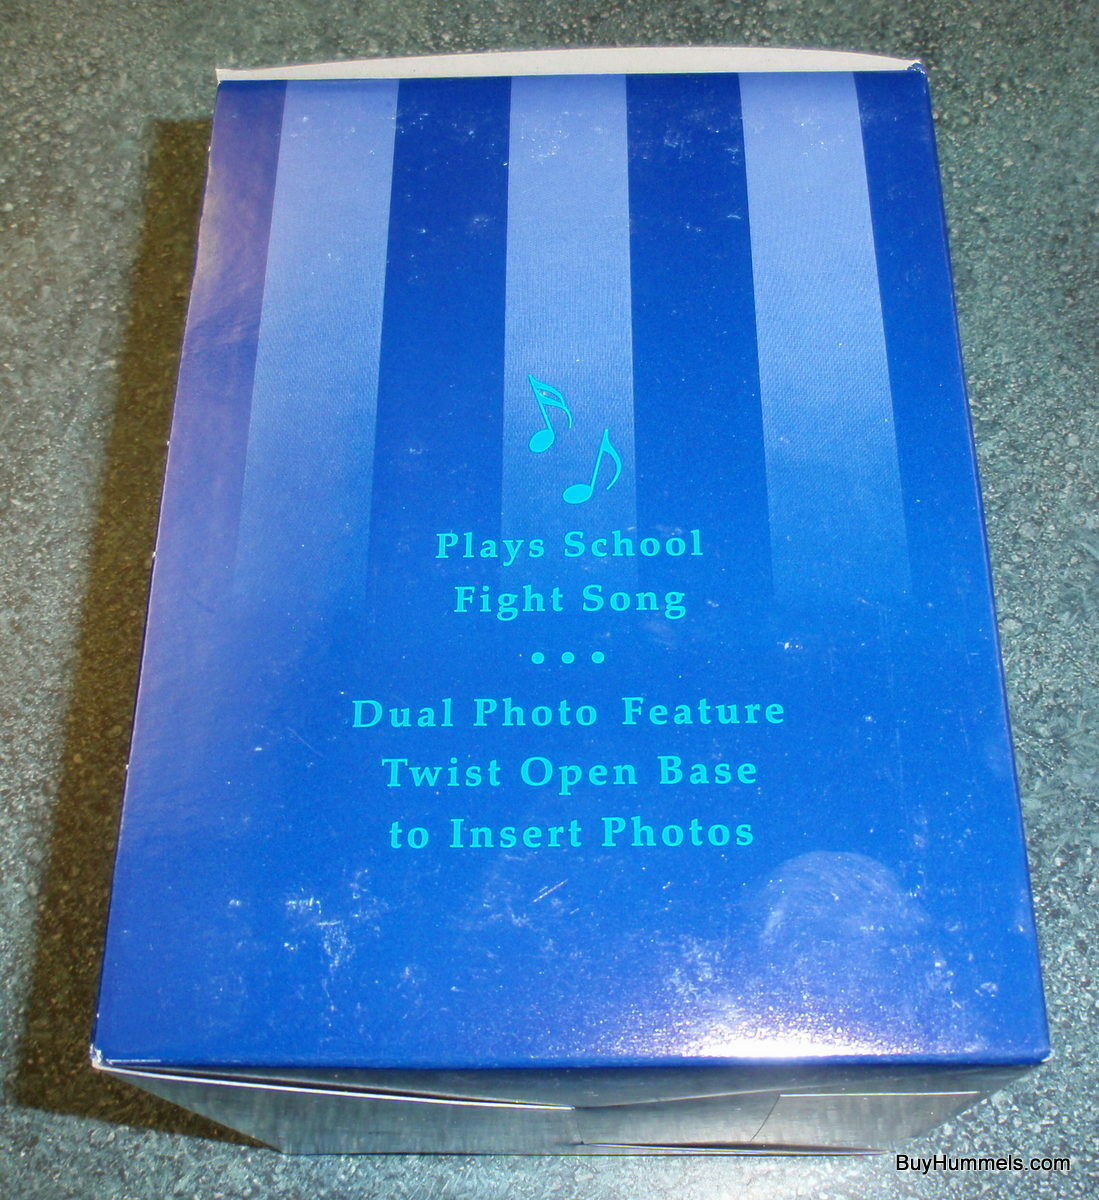 Plays School
Fight Song
• • •
Dual Photo Feature
Twist Open Base
to Insert Photos
BuyHummels.com